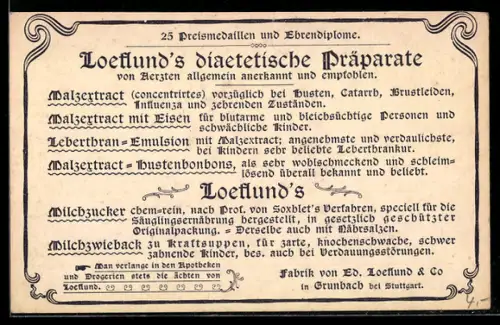 25 Preismedaillen und Ehrendiplome.
Loeflund's diaetetische Präparate
von Aerzten allgemein anerkannt und empfohlen.
Malzextract (concentrirtes) vorzüglich bei Husten, Catarrh, Brustleiden,
Influenza und zehrenden Zuständen.
Malzextract mit Eisen für blutarme und bleichsüchtige Personen und
schwächliche Kinder.
Leberthran=Emulsion mit Malzextract; angenehmste und verdaulichste,
bei Kindern sehr beliebte Leberthrankur.
Malzextract=Hustenbonbons, als sehr wohlschmeckend und schleim=
lösend überall bekannt und beliebt.
Loeflund's
Milchzucker chem=rein, nach Prof. von Soxhlet's Verfahren, speciell für die
Säuglingsernährung hergestellt, in gesetzlich geschützter
Originalpackung. = Derselbe auch mit Nährsalzen.
Milchzwieback zu Kraftsuppen, für zarte, knochenschwache, schwer
zahnende Kinder, bes. auch bei Verdauungsstörungen.
Man verlange in den Apotheken
und Drogerien stets die Ächten von
Loeflund.
Fabrik von Ed. Loeflund & Co
in Grunbach bei Stuttgart.
4,-